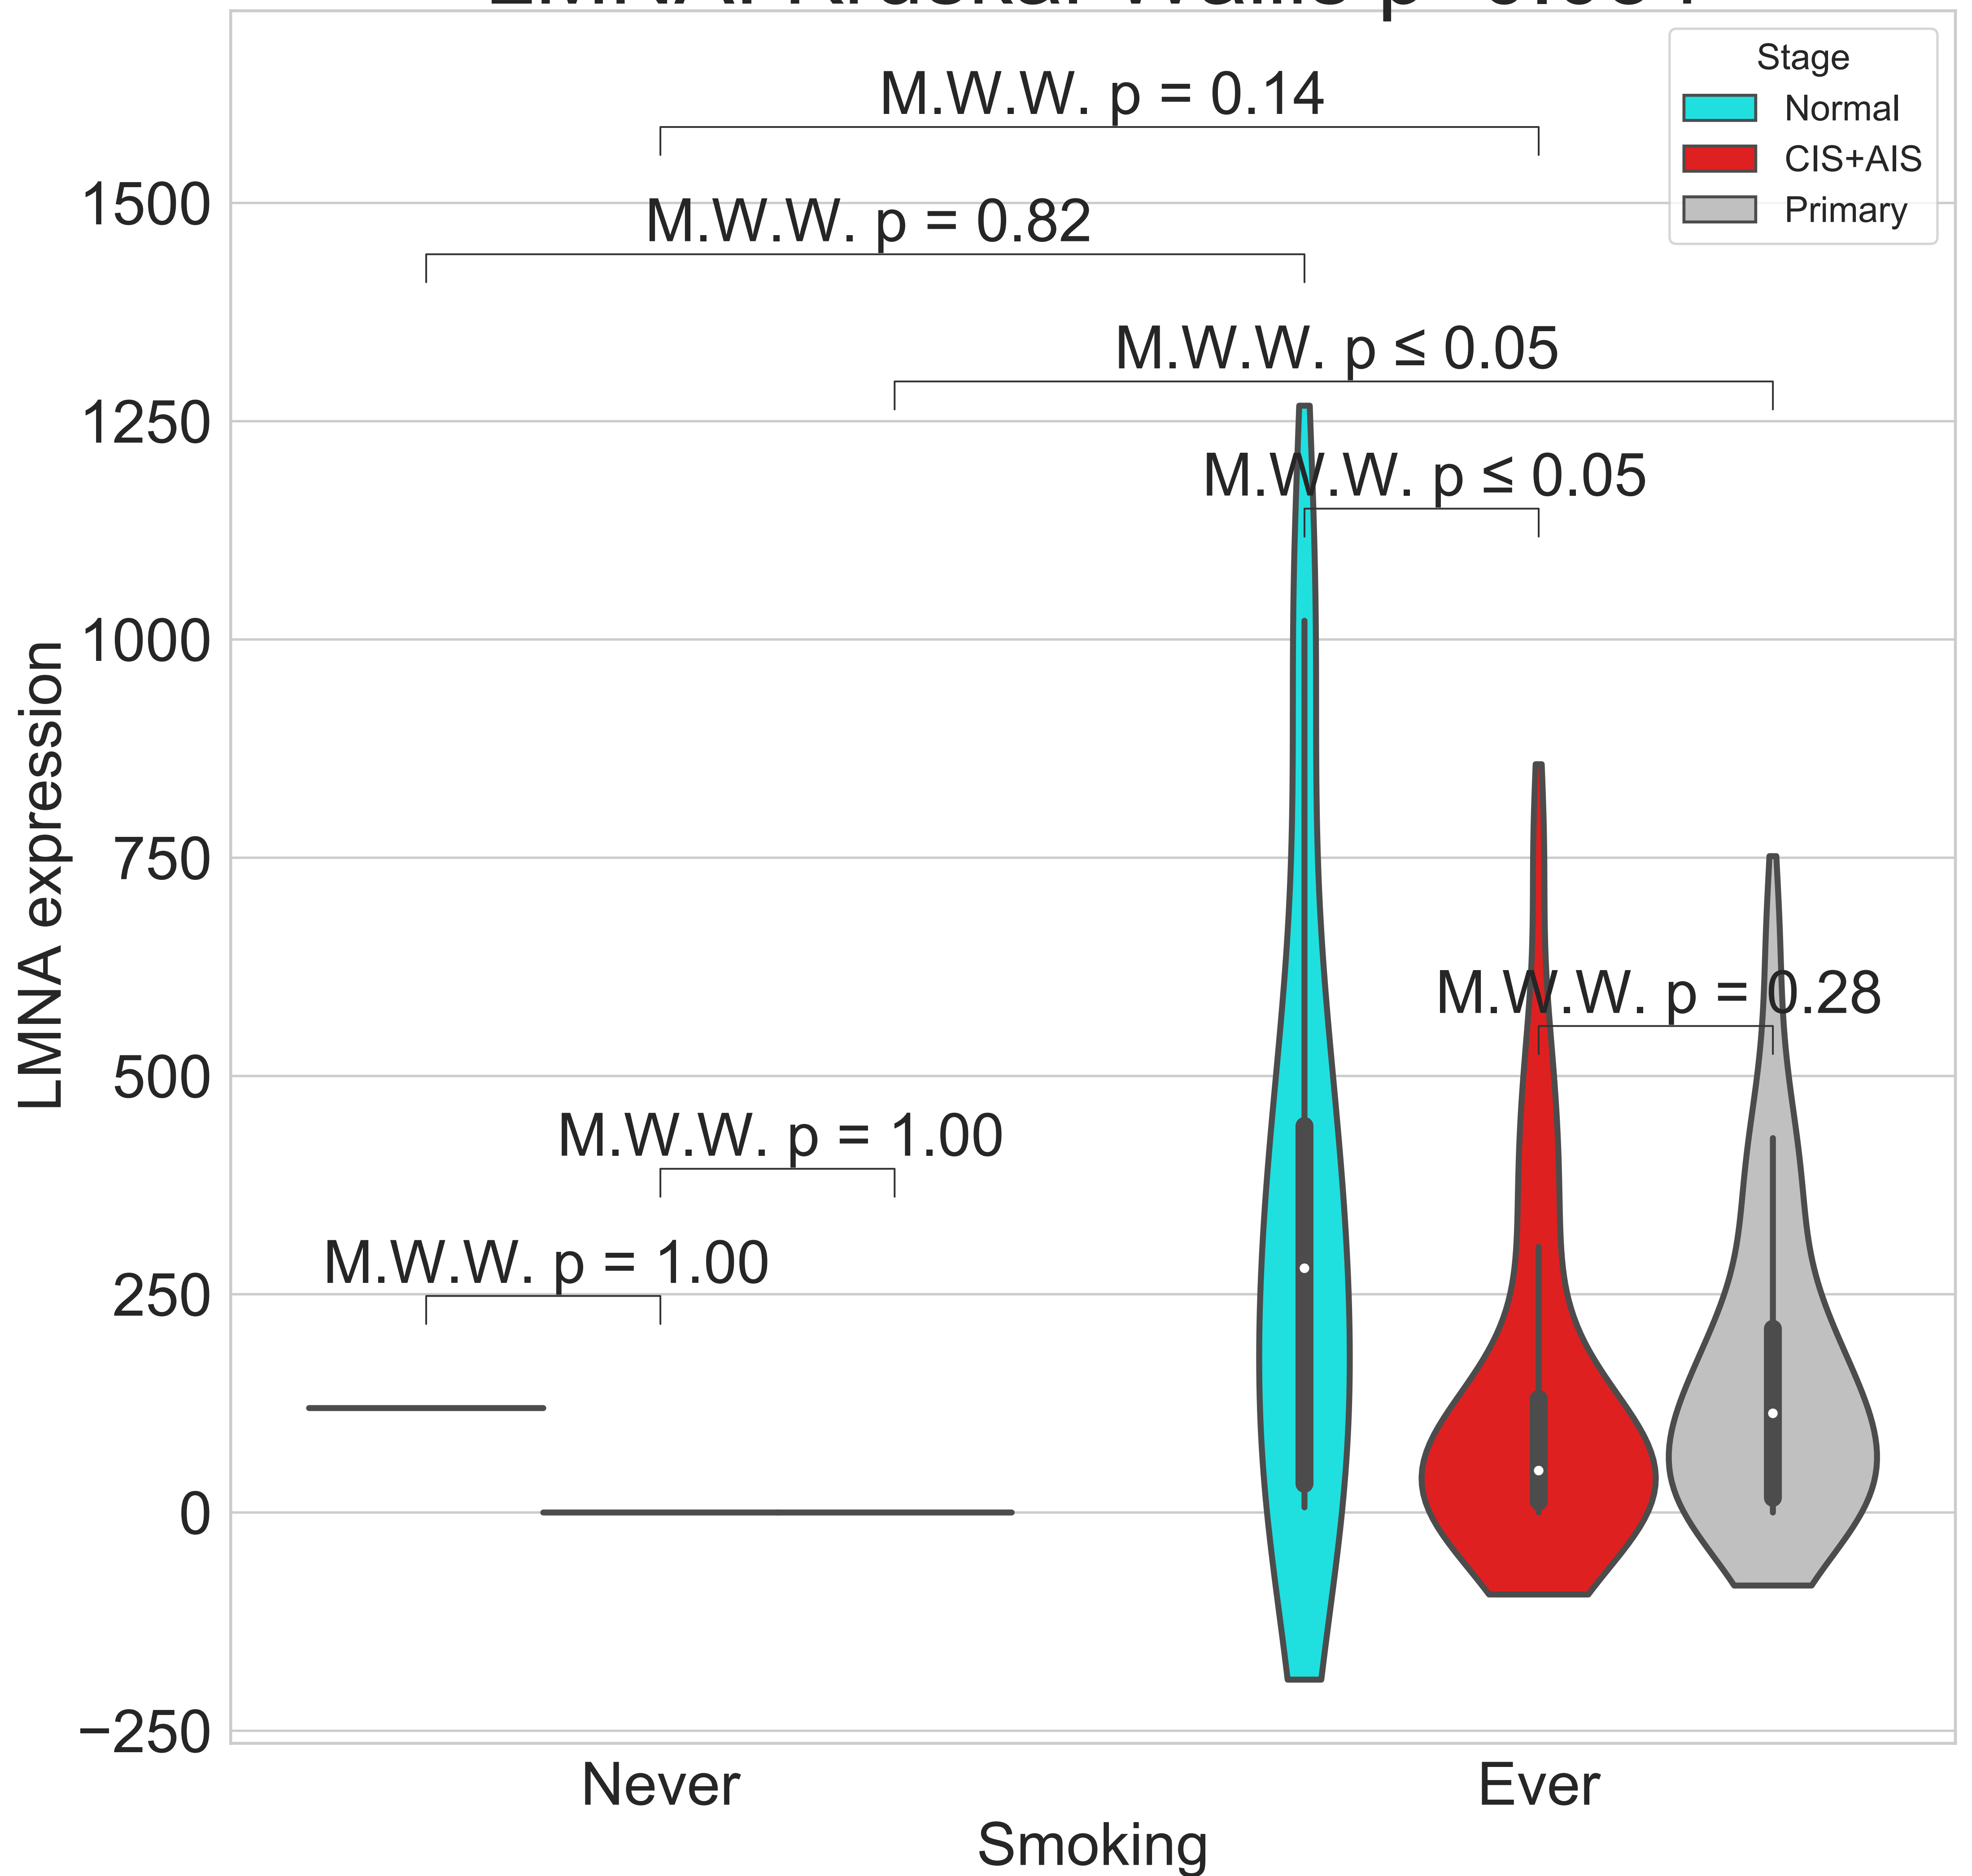 Stage
Normal
CIS+AIS
Primary
M.W.W. p = 0.14
M.W.W. p = 0.82
M.W.W. p ≤ 0.05
M.W.W. p ≤ 0.05
M.W.W. p = 0.28
M.W.W. p = 1.00
M.W.W. p = 1.00
1500
1250
1000
750
500
250
0
−250
LMNA expression
Never
Ever
Smoking